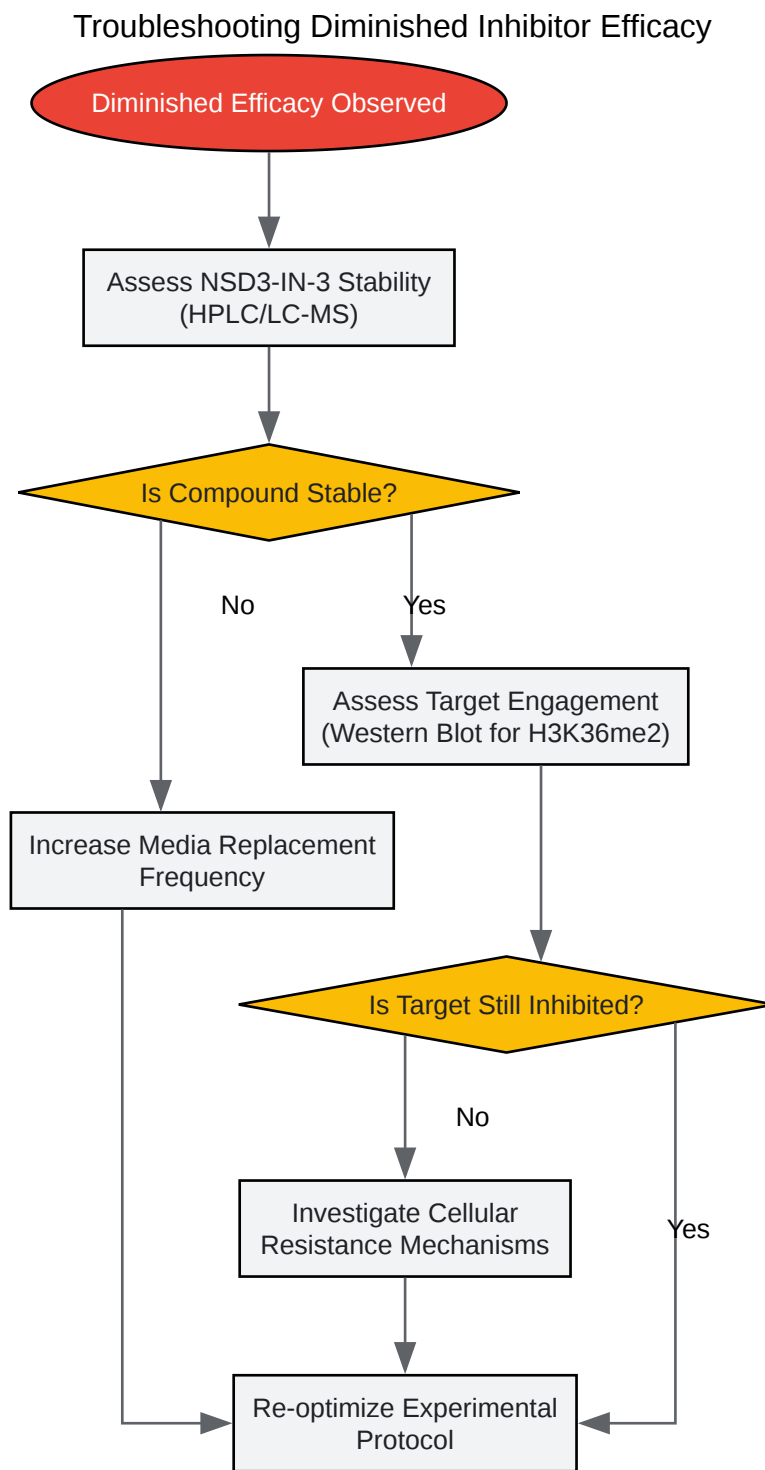 Troubleshooting Diminished Inhibitor Efficacy
Diminished Efficacy Observed
Assess NSD3-IN-3 Stability
(HPLC/LC-MS)
Is Compound Stable?
No
Yes
Assess Target Engagement
(Western Blot for H3K36me2)
Increase Media Replacement
Frequency
Is Target Still Inhibited?
No
Investigate Cellular
Resistance Mechanisms
Yes
Re-optimize Experimental
Protocol